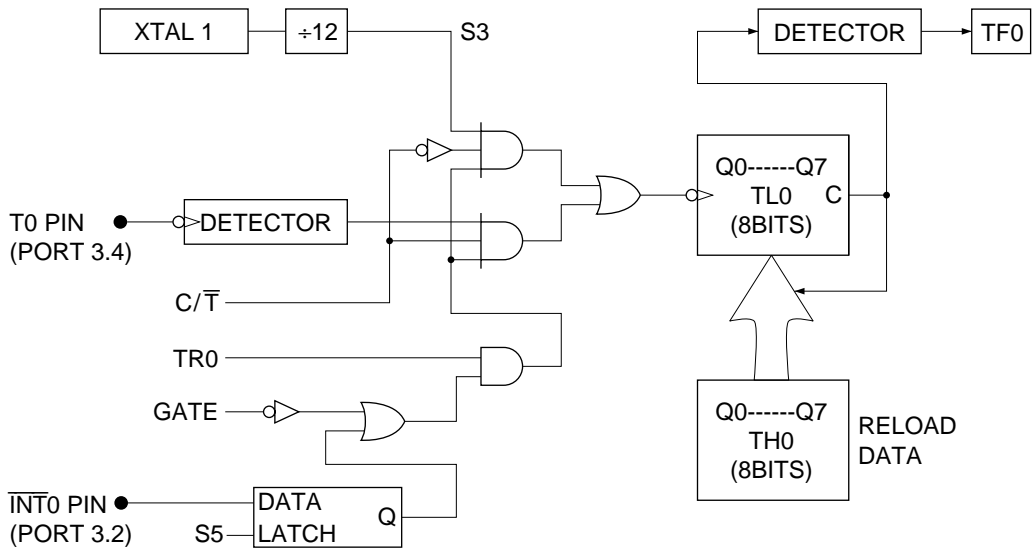 XTAL 1
÷12
S3
DETECTOR
TF0
Q0------Q7
TL0
(8BITS)
C
T0 PIN
(PORT 3.4)
DETECTOR
C/T̅
TR0
GATE
Q0------Q7
TH0
(8BITS)
RELOAD
DATA
I̅N̅T̅0 PIN
(PORT 3.2)
S5
DATA
LATCH
Q